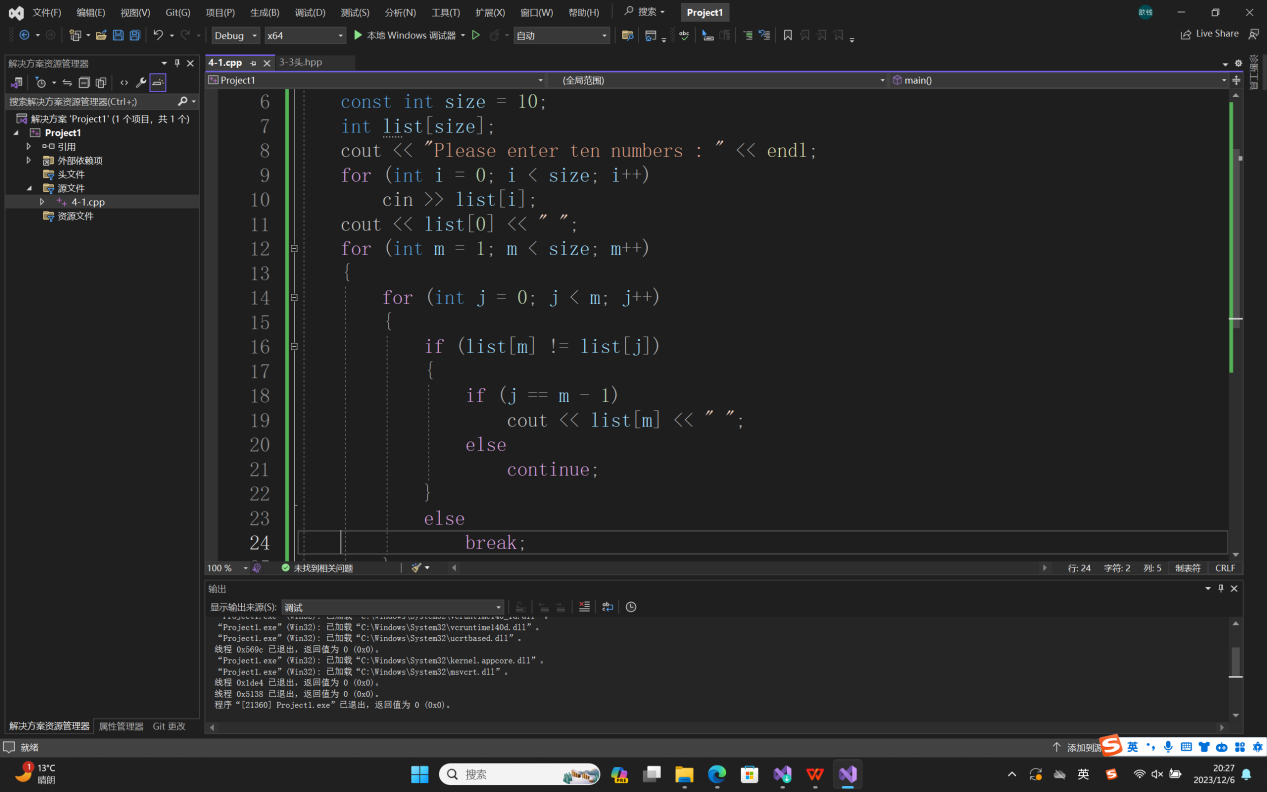 文件(F) 编辑(E) 视图(V) Git(G) 项目(P) 生成(B) 调试(D) 测试(S) 分析(N) 工具(T) 扩展(X) 窗口(W) 帮助(H) 搜索 Project1
Debug x64 本地 Windows 调试器 自动 Live Share
解决方案资源管理器
搜索解决方案资源管理器(Ctrl+;)
解决方案 'Project1' (1 个项目，共 1 个)
Project1
引用
外部依赖项
头文件
源文件
4-1.cpp
资源文件
解决方案资源管理器 属性管理器 Git 更改
4-1.cpp 3-3头.hpp
Project1 (全局范围) main()
6 const int size = 10;
7 int list[size];
8 cout << "Please enter ten numbers : " << endl;
9 for (int i = 0; i < size; i++)
10 cin >> list[i];
11 cout << list[0] << " ";
12 for (int m = 1; m < size; m++)
13 {
14 for (int j = 0; j < m; j++)
15 {
16 if (list[m] != list[j])
17 {
18 if (j == m - 1)
19 cout << list[m] << " ";
20 else
21 continue;
22 }
23 else
24 break;
100 % 未找到相关问题 行: 24 字符: 2 列: 5 制表符 CRLF
诊断工具
输出
显示输出来源(S): 调试
“Project1.exe”(Win32): 已加载“C:\Windows\System32\vcruntime140_1d.dll”。
“Project1.exe”(Win32): 已加载“C:\Windows\System32\vcruntime140d.dll”。
“Project1.exe”(Win32): 已加载“C:\Windows\System32\ucrtbased.dll”。
线程 0x569c 已退出，返回值为 0 (0x0)。
“Project1.exe”(Win32): 已加载“C:\Windows\System32\kernel.appcore.dll”。
“Project1.exe”(Win32): 已加载“C:\Windows\System32\msvcrt.dll”。
线程 0x1de4 已退出，返回值为 0 (0x0)。
线程 0x5138 已退出，返回值为 0 (0x0)。
程序“[21360] Project1.exe”已退出，返回值为 0 (0x0)。
就绪 添加到源 英
1 13°C
晴朗
搜索
英
20:27
2023/12/6